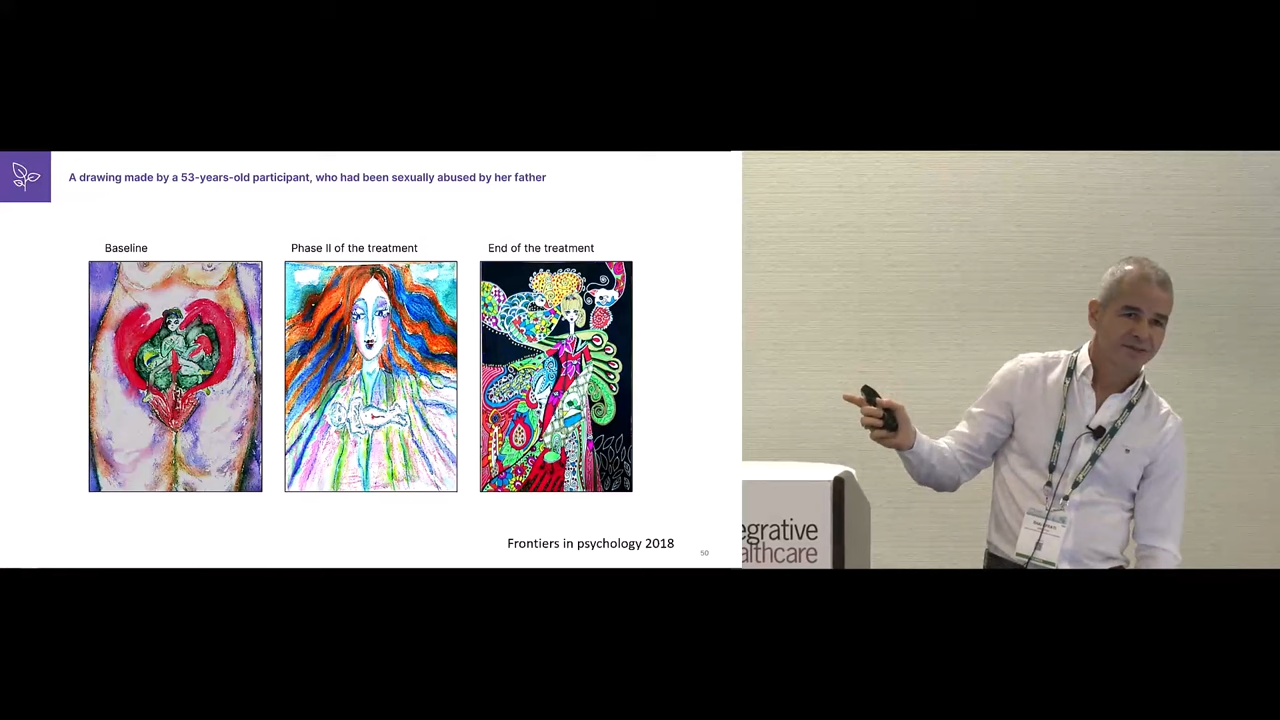 A drawing made by a 53-years-old participant, who had been sexually abused by her father
Baseline
Phase II of the treatment
End of the treatment
Frontiers in psychology 2018
50
egrative
althcare